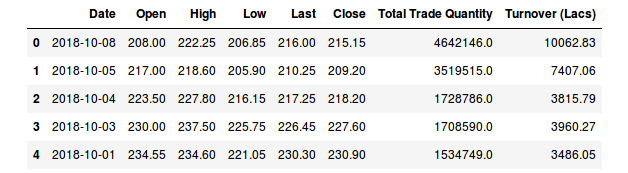 Date Open High Low Last Close Total Trade Quantity Turnover (Lacs)
0 2018-10-08 208.00 222.25 206.85 216.00 215.15 4642146.0 10062.83
1 2018-10-05 217.00 218.60 205.90 210.25 209.20 3519515.0 7407.06
2 2018-10-04 223.50 227.80 216.15 217.25 218.20 1728786.0 3815.79
3 2018-10-03 230.00 237.50 225.75 226.45 227.60 1708590.0 3960.27
4 2018-10-01 234.55 234.60 221.05 230.30 230.90 1534749.0 3486.05